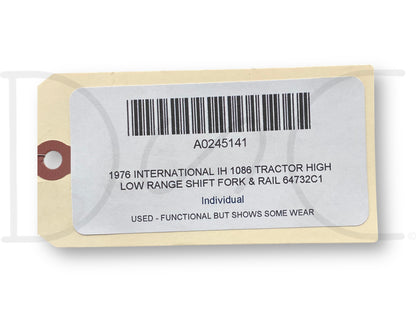 A0245141
1976 INTERNATIONAL IH 1086 TRACTOR HIGH
LOW RANGE SHIFT FORK & RAIL 64732C1
Individual
USED - FUNCTIONAL BUT SHOWS SOME WEAR